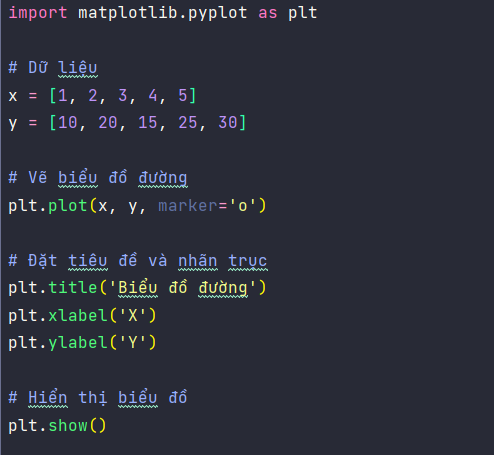 import matplotlib.pyplot as plt
# Dữ liệu
x = [1, 2, 3, 4, 5]
y = [10, 20, 15, 25, 30]
# Vẽ biểu đồ đường
plt.plot(x, y, marker='o')
# Đặt tiêu đề và nhãn trục
plt.title('Biểu đồ đường')
plt.xlabel('X')
plt.ylabel('Y')
# Hiển thị biểu đồ
plt.show()